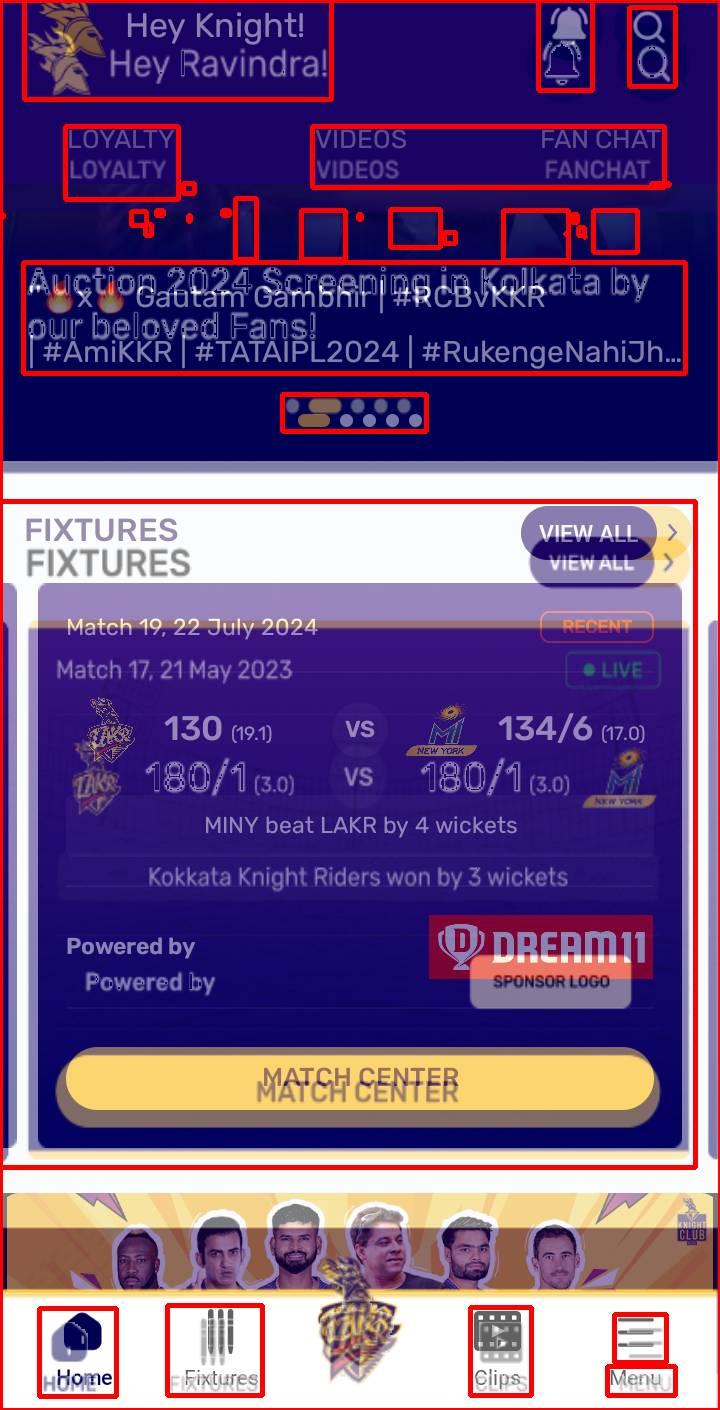 Hey Knight!
Hey Ravindra!
LOYALTY VIDEOS FAN CHAT
LOYALTY VIDEOS FANCHAT
Auction 2024 Screening in Kolkata by
"🔥x🔥 Gautam Gambhir | #RCBvKKR
our beloved Fans!
| #AmiKKR | #TATAIPL2024 | #RukengeNahiJh...
FIXTURES VIEW ALL
FIXTURES VIEW ALL
Match 19, 22 July 2024 RECENT
Match 17, 21 May 2023 LIVE
130 (19.1) VS 134/6 (17.0)
NEW YORK
LAKR 180/1 (3.0) VS 180/1 (3.0)
NEW YORK
MINY beat LAKR by 4 wickets
Kokkata Knight Riders won by 3 wickets
Powered by DREAM11
Powered by SPONSOR LOGO
MATCH CENTER
MATCH CENTER
KNIGHT
CLUB
LAKR
Home Fixtures Clips Menu
HOME FIXTURES CLIPS MENU